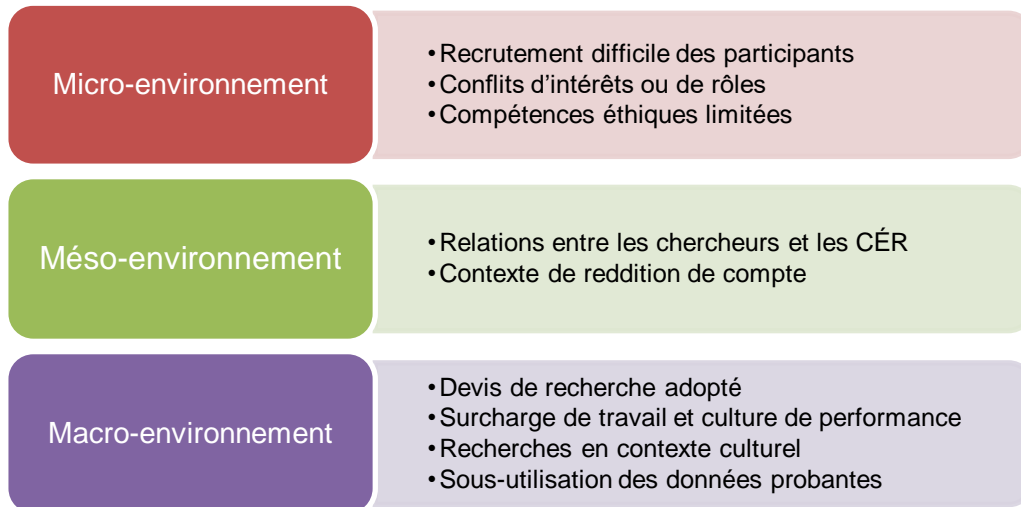 Micro-environnement
•Recrutement difficile des participants
•Conflits d'intérêts ou de rôles
•Compétences éthiques limitées
Méso-environnement
•Relations entre les chercheurs et les CÉR
•Contexte de reddition de compte
Macro-environnement
•Devis de recherche adopté
•Surcharge de travail et culture de performance
•Recherches en contexte culturel
•Sous-utilisation des données probantes